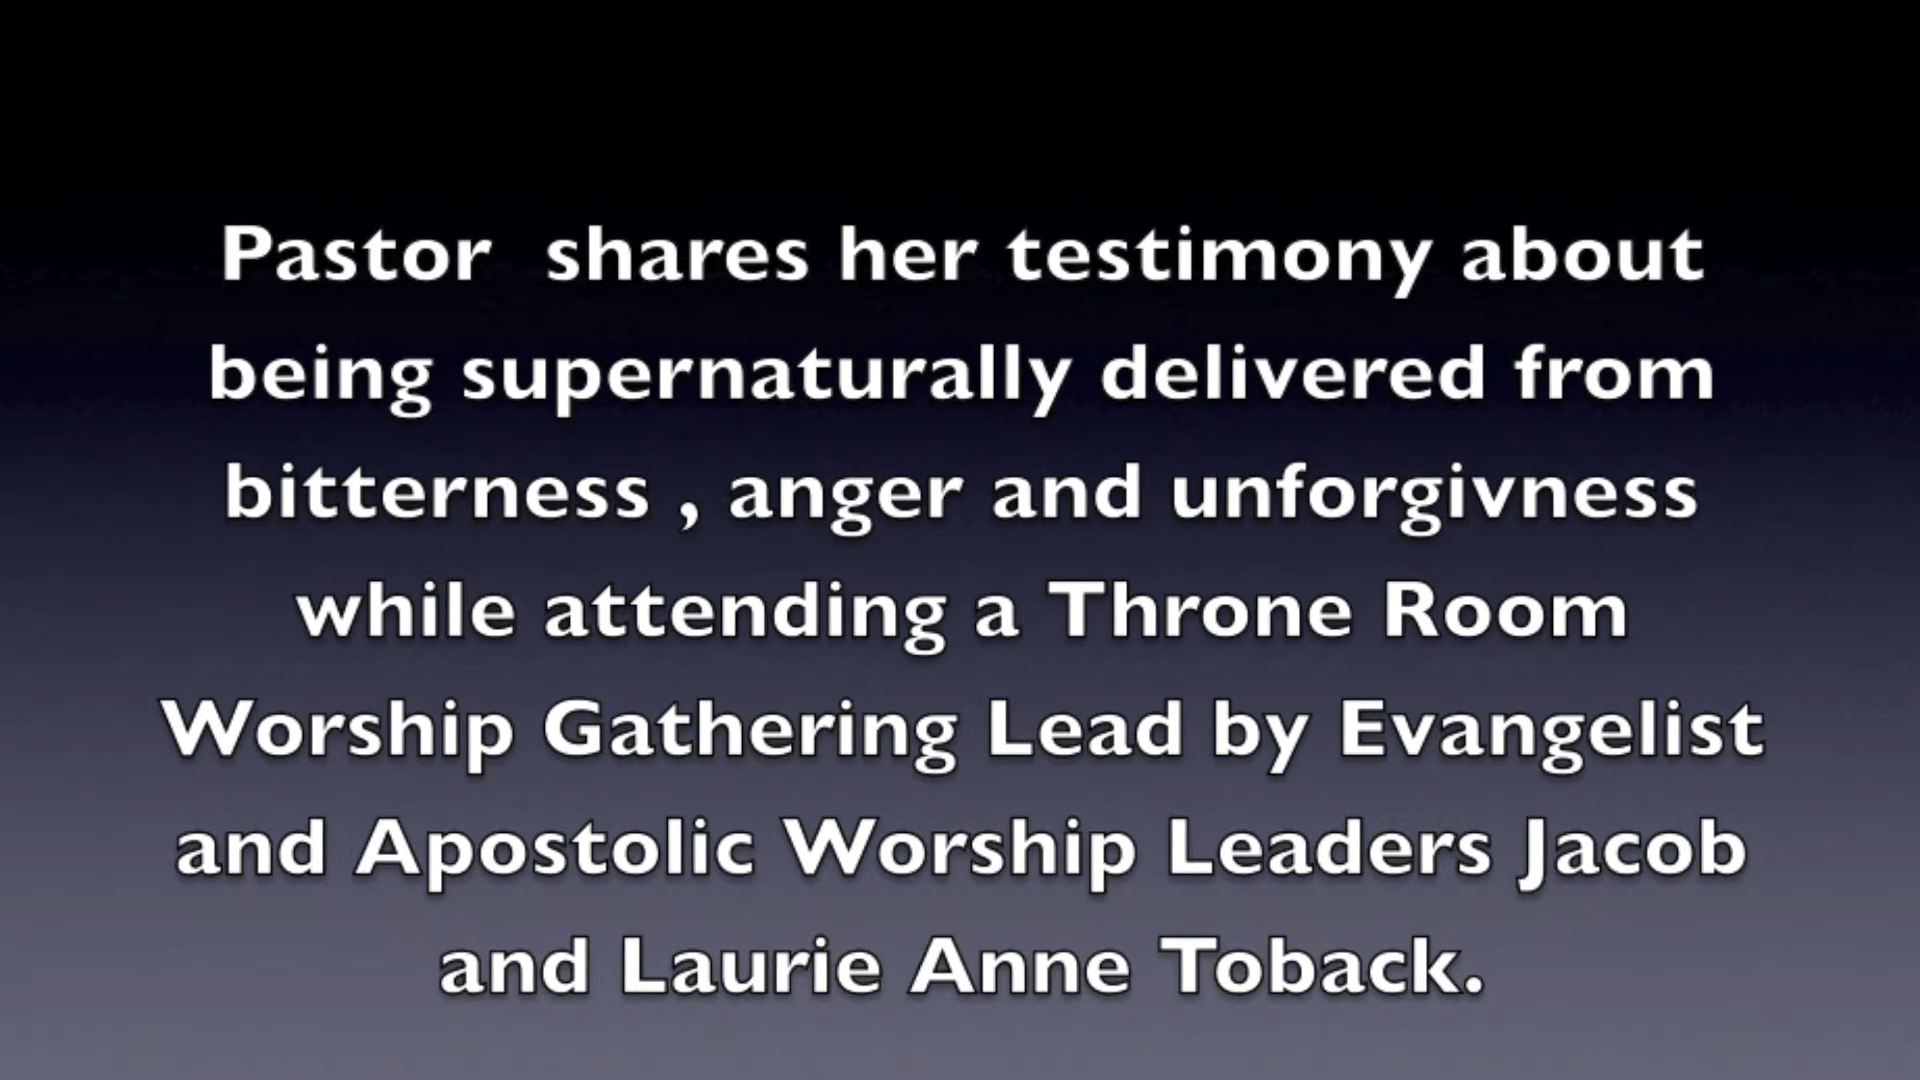 Pastor  shares her testimony about
being supernaturally delivered from
bitterness , anger and unforgivness
while attending a Throne Room
Worship Gathering Lead by Evangelist
and Apostolic Worship Leaders Jacob
and Laurie Anne Toback.